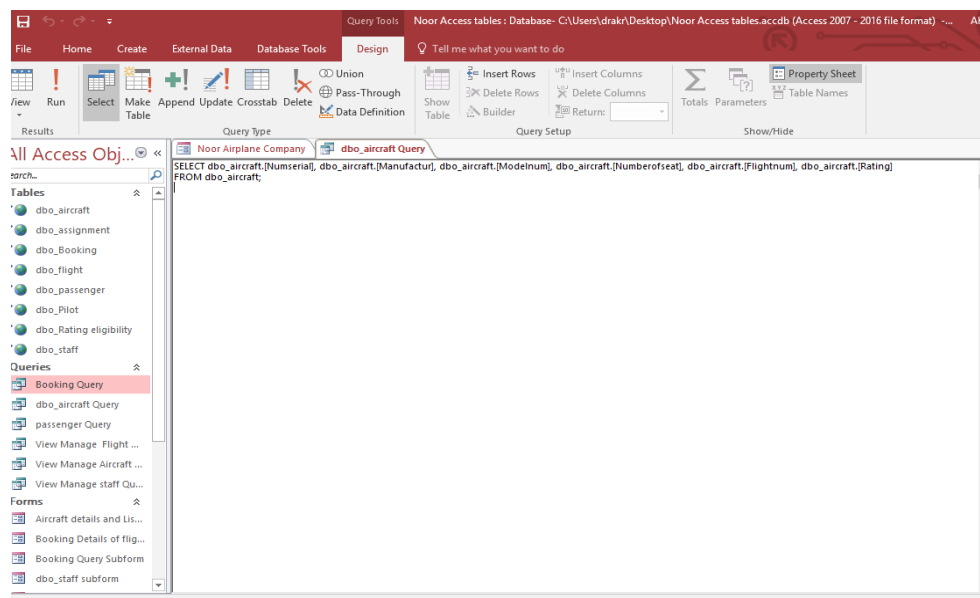 Query Tools
Noor Access tables : Database- C:\Users\drakr\Desktop\Noor Access tables.accdb (Access 2007 - 2016 file format) -...
File Home Create External Data Database Tools Design Tell me what you want to do
View Run Select Make Table Append Update Crosstab Delete
Union
Pass-Through
Data Definition
Show Table
Insert Rows
Delete Rows
Builder
Insert Columns
Delete Columns
Return:
Totals Parameters
Property Sheet
Table Names
Results Query Type Query Setup Show/Hide
All Access Obj...
Noor Airplane Company dbo_aircraft Query
SELECT dbo_aircraft.[Numserial], dbo_aircraft.[Manufactur], dbo_aircraft.[Modelnum], dbo_aircraft.[Numberofseat], dbo_aircraft.[Flightnum], dbo_aircraft.[Rating]
FROM dbo_aircraft;
earch...
Tables
dbo_aircraft
dbo_assignment
dbo_Booking
dbo_flight
dbo_passenger
dbo_Pilot
dbo_Rating eligibility
dbo_staff
Queries
Booking Query
dbo_aircraft Query
passenger Query
View Manage Flight ...
View Manage Aircraft ...
View Manage staff Qu...
Forms
Aircraft details and Lis...
Booking Details of flig...
Booking Query Subform
dbo_staff subform